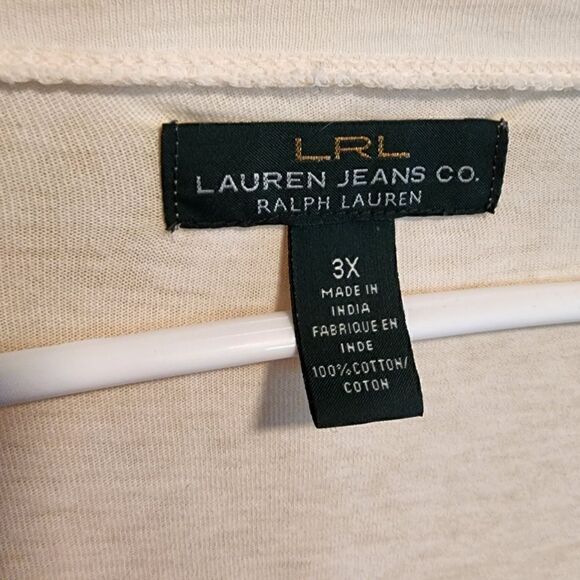 LRL
LAUREN JEANS CO.
RALPH LAUREN
3X
MADE IN
INDIA
FABRIQUE EN
INDE
100% COTTON/
COTON